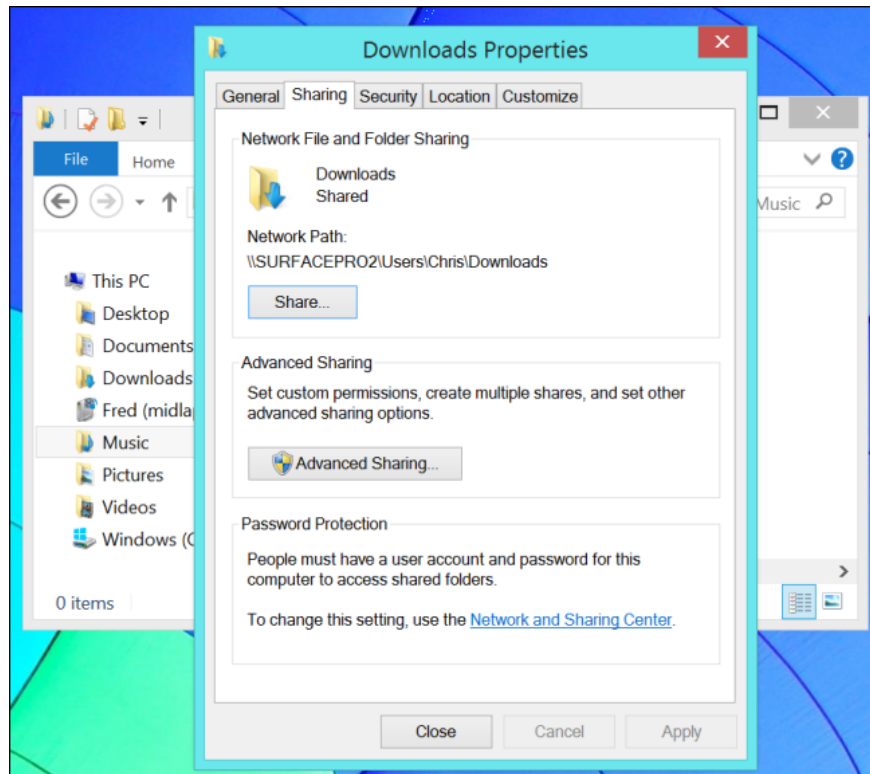 Downloads Properties
General Sharing Security Location Customize
Network File and Folder Sharing
Downloads
Shared
Network Path:
\\SURFACEPRO2\Users\Chris\Downloads
Share...
Advanced Sharing
Set custom permissions, create multiple shares, and set other
advanced sharing options.
Advanced Sharing...
Password Protection
People must have a user account and password for this
computer to access shared folders.
To change this setting, use the Network and Sharing Center.
Close Cancel Apply
File Home
Music
This PC
Desktop
Documents
Downloads
Fred (midla
Music
Pictures
Videos
Windows (C
0 items